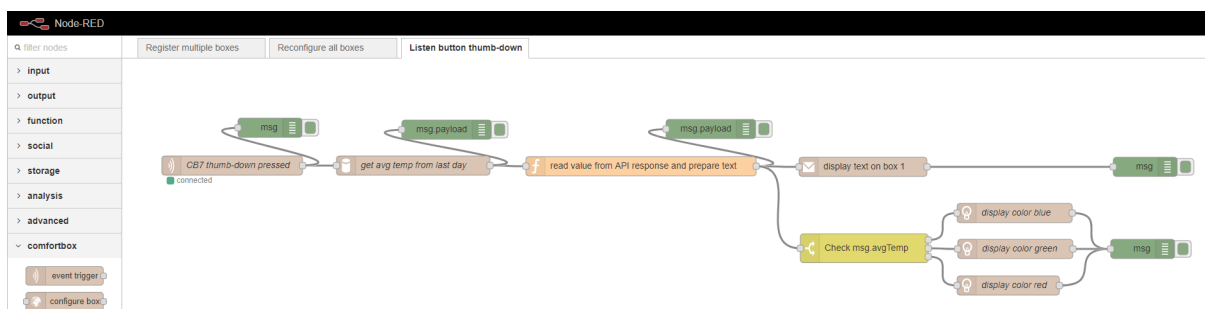 Node-RED
filter nodes
Register multiple boxes
Reconfigure all boxes
Listen button thumb-down
input
output
function
social
storage
analysis
advanced
comfortbox
event trigger
configure box
msg
msg.payload
msg.payload
CB7 thumb-down pressed
connected
get avg temp from last day
read value from API response and prepare text
display text on box 1
msg
Check msg.avgTemp
display color blue
display color green
display color red
msg